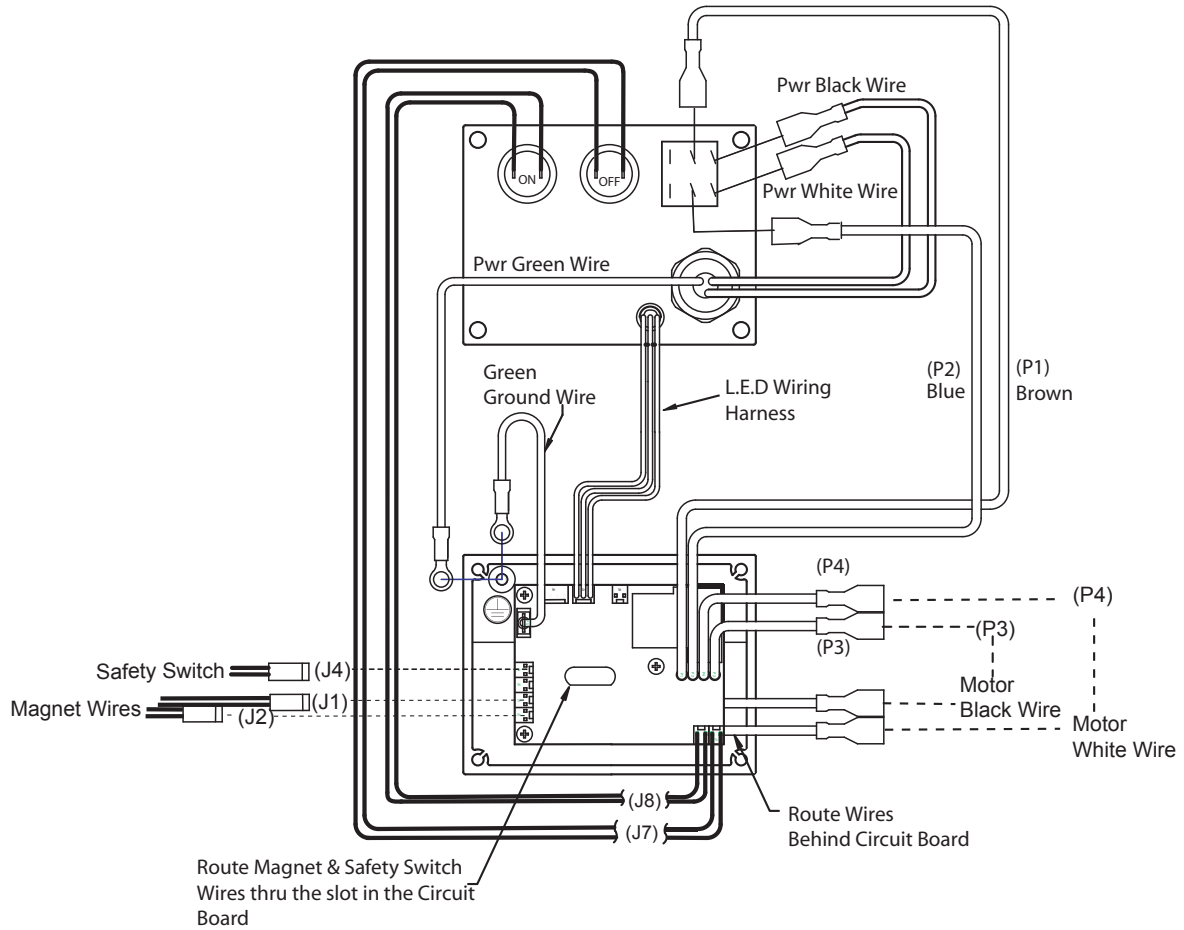 Pwr Black Wire
ON
OFF
Pwr White Wire
Pwr Green Wire
Green
Ground Wire
L.E.D Wiring
Harness
(P2)
Blue
(P1)
Brown
(P4)
(P4)
(P3)
(P3)
Safety Switch
(J4)
Magnet Wires
(J1)
(J2)
Motor
Black Wire
Motor
White Wire
(J8)
(J7)
Route Wires
Behind Circuit Board
Route Magnet & Safety Switch
Wires thru the slot in the Circuit
Board